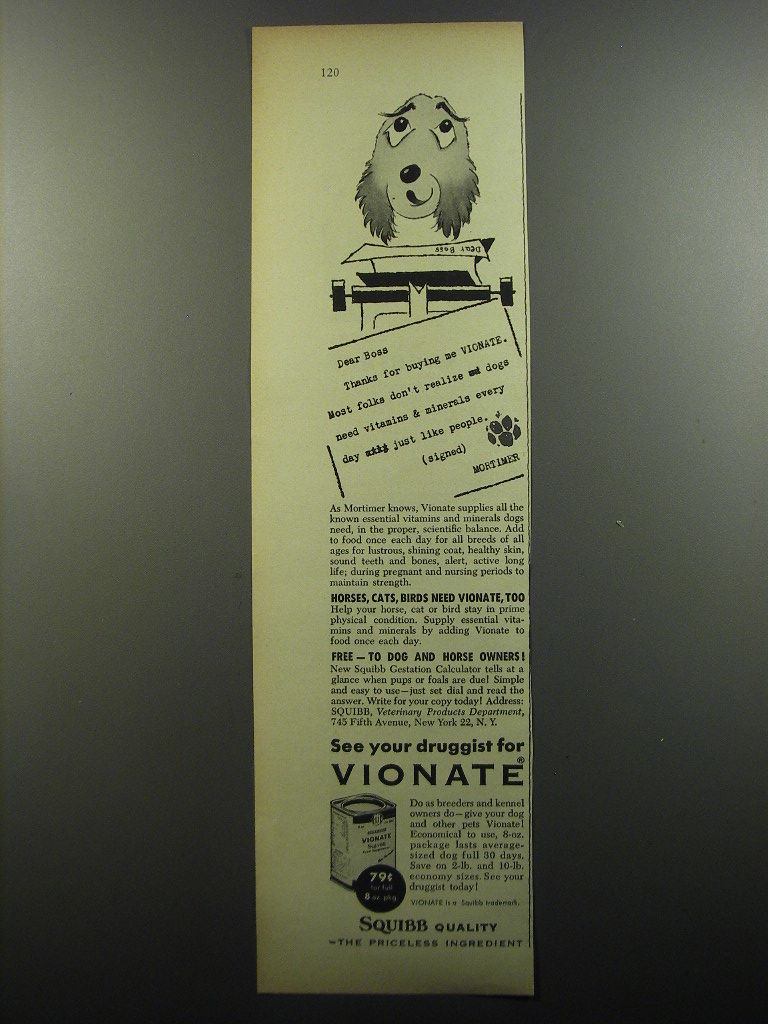 120
Dear Boss
Dear Boss
Thanks for buying me VIONATE.
Most folks don't realize dogs
need vitamins & minerals every
day just like people.
(signed)
MORTIMER
As Mortimer knows, Vionate supplies all the
known essential vitamins and minerals dogs
need, in the proper, scientific balance. Add
to food once each day for all breeds of all
ages for lustrous, shining coat, healthy skin,
sound teeth and bones, alert, active long
life; during pregnant and nursing periods to
maintain strength.
HORSES, CATS, BIRDS NEED VIONATE, TOO
Help your horse, cat or bird stay in prime
physical condition. Supply essential vita-
mins and minerals by adding Vionate to
food once each day.
FREE — TO DOG AND HORSE OWNERS!
New Squibb Gestation Calculator tells at a
glance when pups or foals are due! Simple
and easy to use—just set dial and read the
answer. Write for your copy today! Address:
SQUIBB, Veterinary Products Department,
745 Fifth Avenue, New York 22, N. Y.
See your druggist for
VIONATE®
Do as breeders and kennel
owners do—give your dog
and other pets Vionate!
Economical to use, 8-oz.
package lasts average-
sized dog full 30 days.
Save on 2-lb. and 10-lb.
economy sizes. See your
druggist today!
VIONATE
79¢
for full
8 oz. pkg.
VIONATE is a Squibb trademark.
SQUIBB QUALITY
—THE PRICELESS INGREDIENT